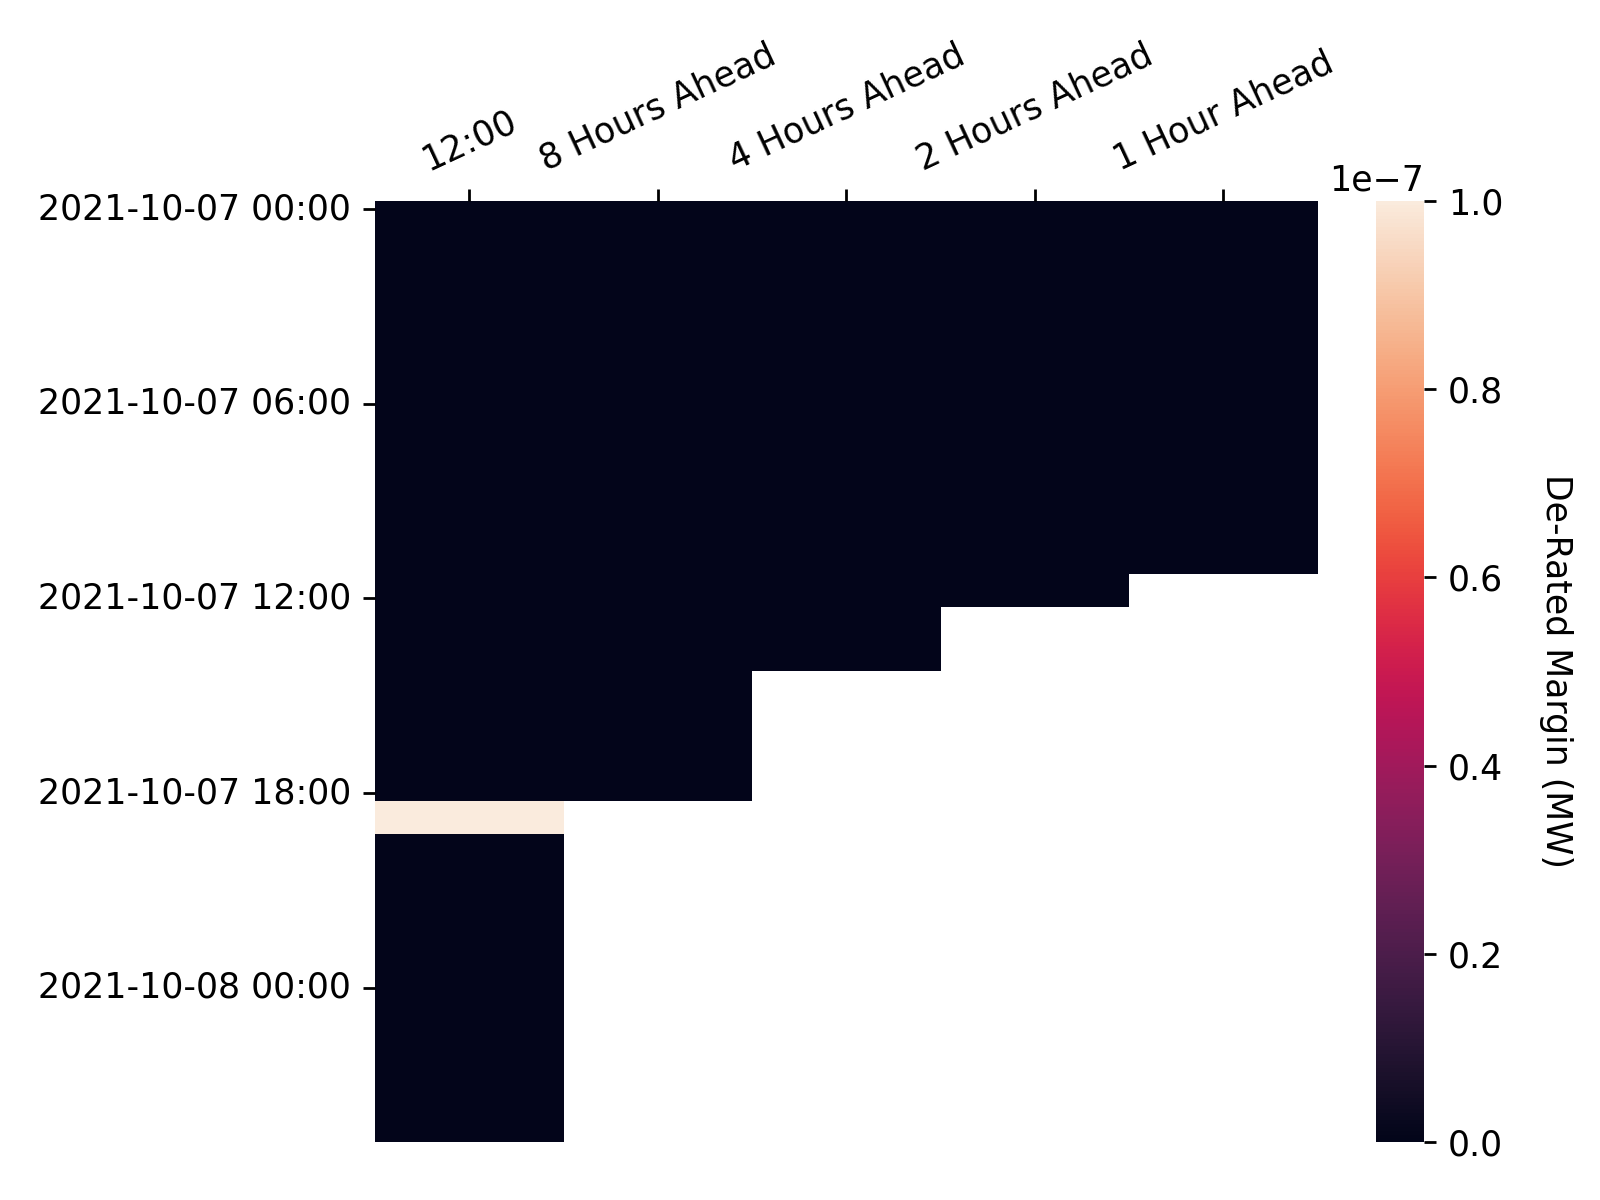 12:00
8 Hours Ahead
4 Hours Ahead
2 Hours Ahead
1 Hour Ahead
1e−7
2021-10-07 00:00
2021-10-07 06:00
2021-10-07 12:00
2021-10-07 18:00
2021-10-08 00:00
1.0
0.8
0.6
0.4
0.2
0.0
De-Rated Margin (MW)